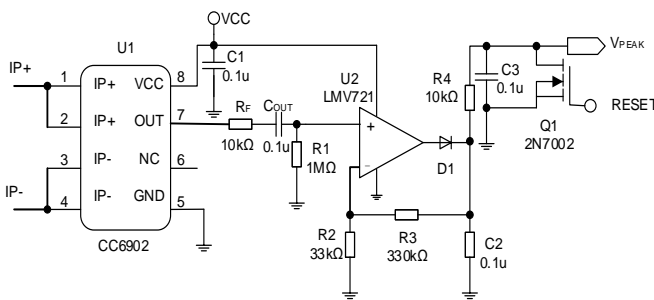 VCC
U1
IP+
1
IP+
VCC
8
C1
0.1u
U2
LMV721
R4
10kΩ
C3
0.1u
VPEAK
RESET
Q1
2N7002
2
IP+
OUT
7
RF
10kΩ
COUT
0.1u
R1
1MΩ
+
-
D1
IP-
3
IP-
NC
6
4
IP-
GND
5
CC6902
R2
33kΩ
R3
330kΩ
C2
0.1u